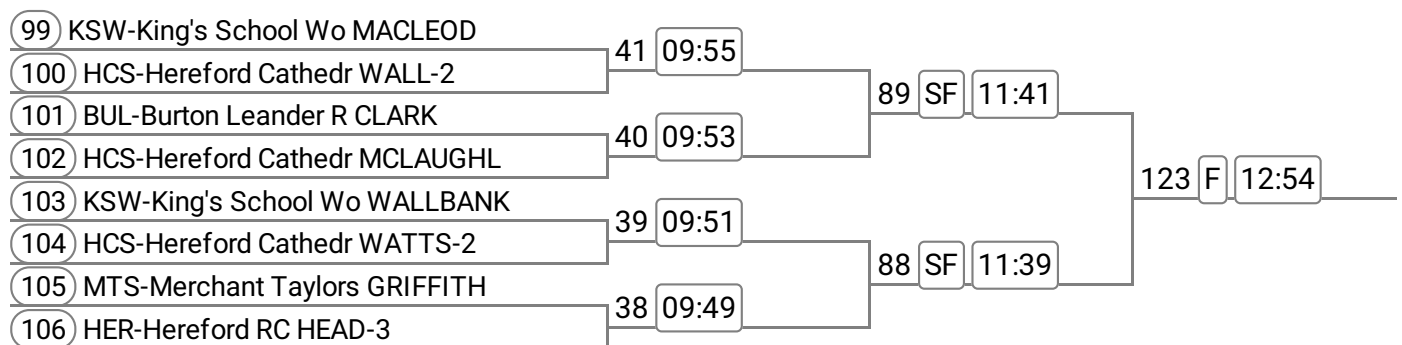 99 KSW-King's School Wo MACLEOD
41 09:55
100 HCS-Hereford Cathedr WALL-2
89 SF 11:41
101 BUL-Burton Leander R CLARK
40 09:53
102 HCS-Hereford Cathedr MCLAUGHL
123 F 12:54
103 KSW-King's School Wo WALLBANK
39 09:51
104 HCS-Hereford Cathedr WATTS-2
88 SF 11:39
105 MTS-Merchant Taylors GRIFFITH
38 09:49
106 HER-Hereford RC HEAD-3